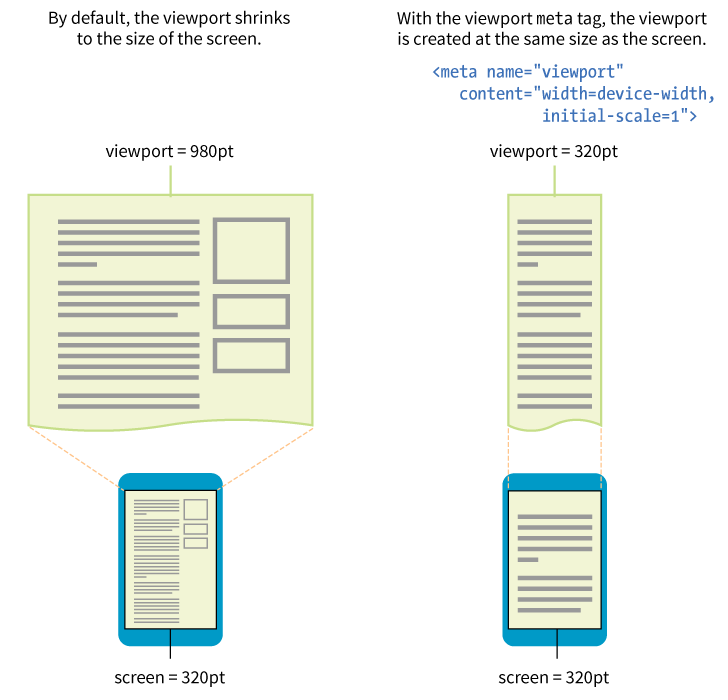 By default, the viewport shrinks
to the size of the screen.
viewport = 980pt
screen = 320pt
With the viewport meta tag, the viewport
is created at the same size as the screen.
<meta name="viewport"
content="width=device-width,
initial-scale=1">
viewport = 320pt
screen = 320pt